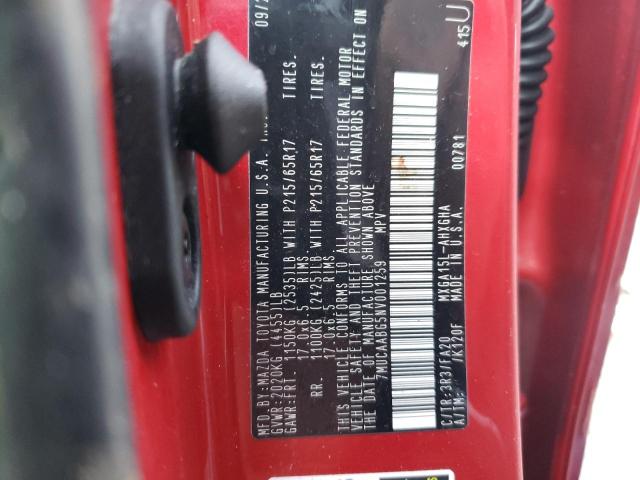 09/
MFD.BY:MAZDA TOYOTA MANUFACTURING U.S.A. INC.
GVWR:2020KG (4455)LB
GAWR:FRT. 1150KG (2535)LB WITH P215/65R17 TIRES.
17.0x6.5 RIMS.
RR. 1100KG (2425)LB WITH P215/65R17 TIRES.
17.0x6.5 RIMS
THIS VEHICLE CONFORMS TO ALL APPLICABLE FEDERAL MOTOR
VEHICLE SAFETY AND THEFT PREVENTION STANDARDS IN EFFECT ON
THE DATE OF MANUFACTURE SHOWN ABOVE.
7MUCAABG5NV001259 MPV
00781
C/TR:3R3/FA20 MXGA15L-AHXGHA
A/TM: /K120F MADE IN U.S.A.
415U